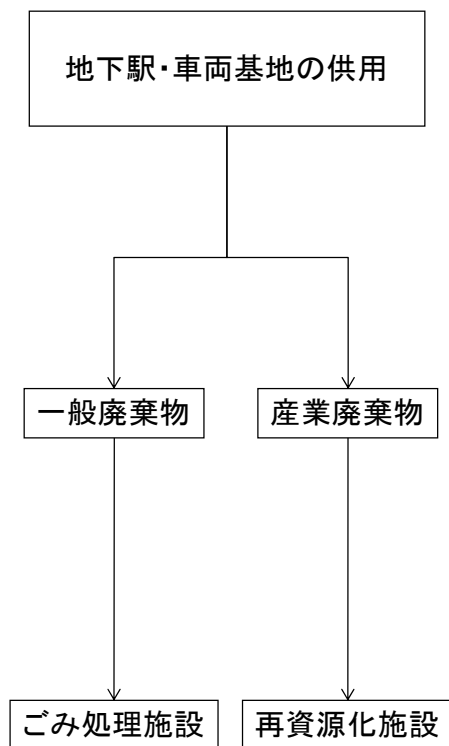 地下駅・車両基地の供用
一般廃棄物
産業廃棄物
ごみ処理施設
再資源化施設